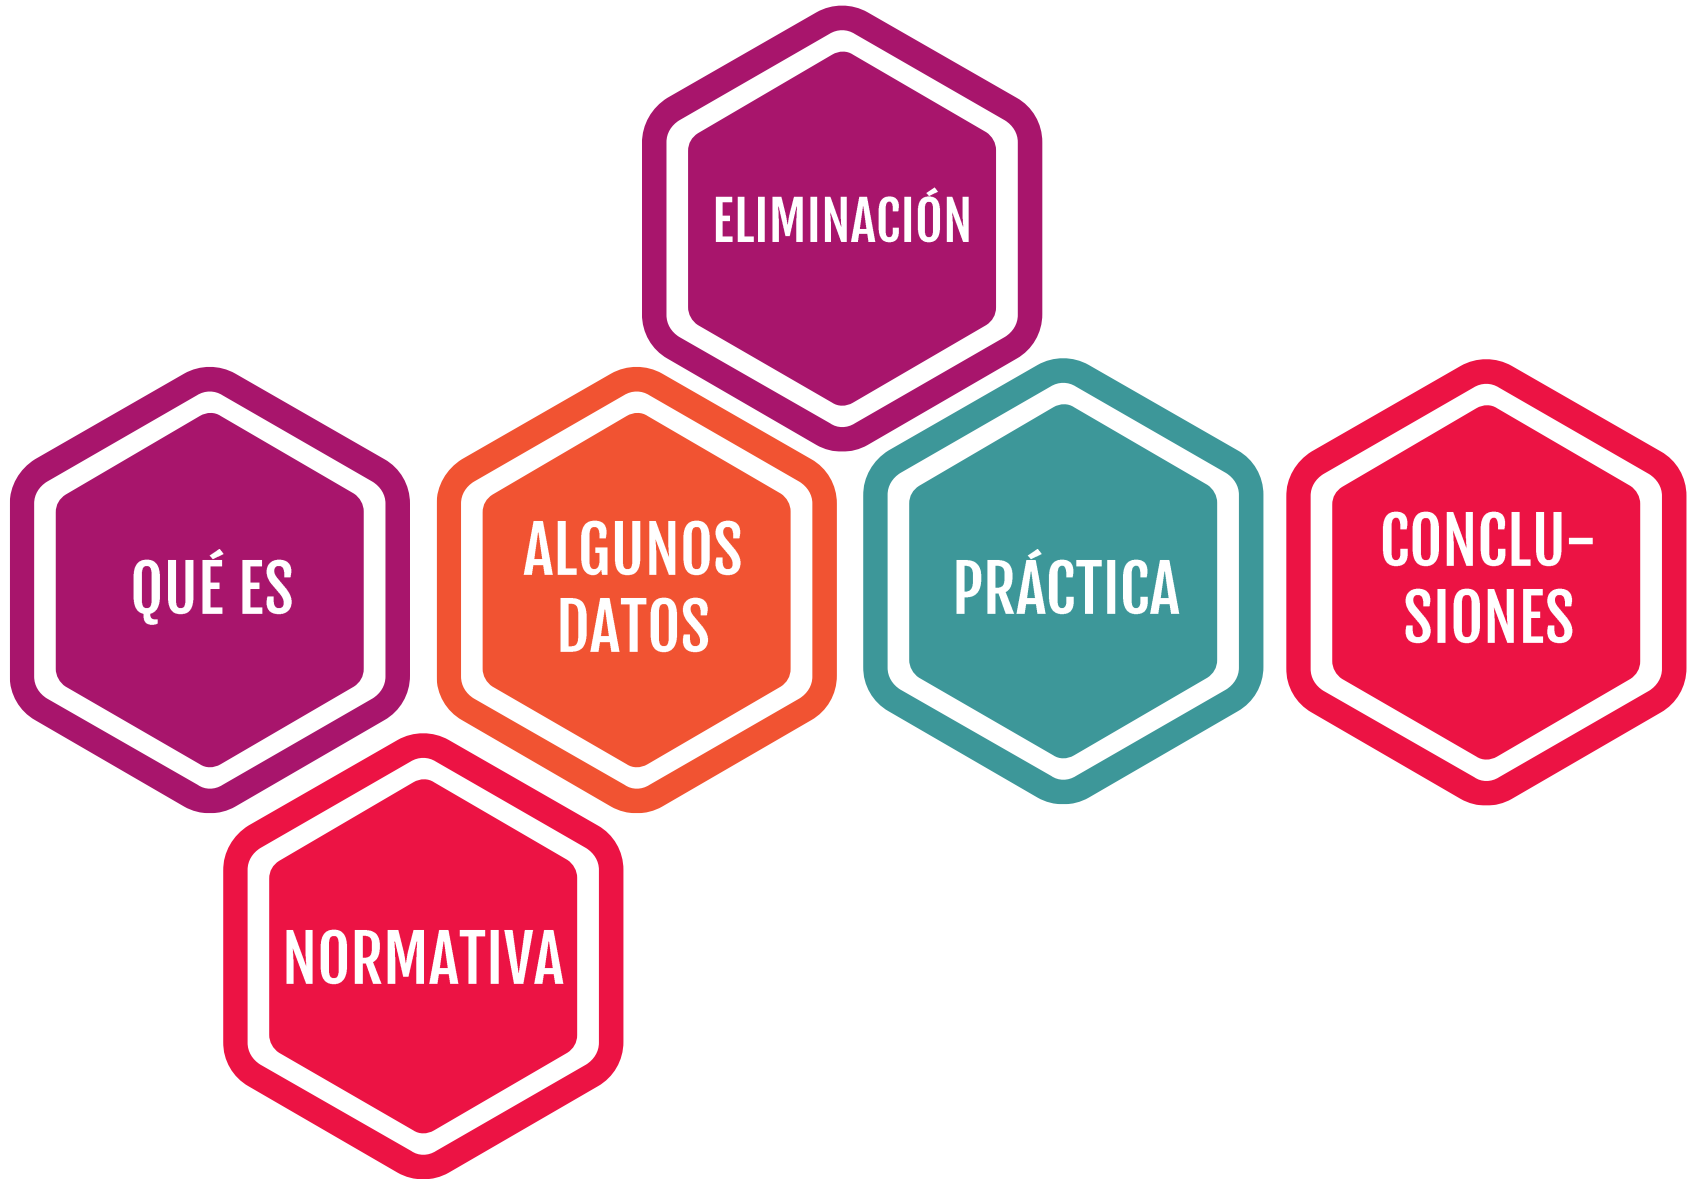 ELIMINACIÓN
QUÉ ES
ALGUNOS
DATOS
PRÁCTICA
CONCLU-
SIONES
NORMATIVA